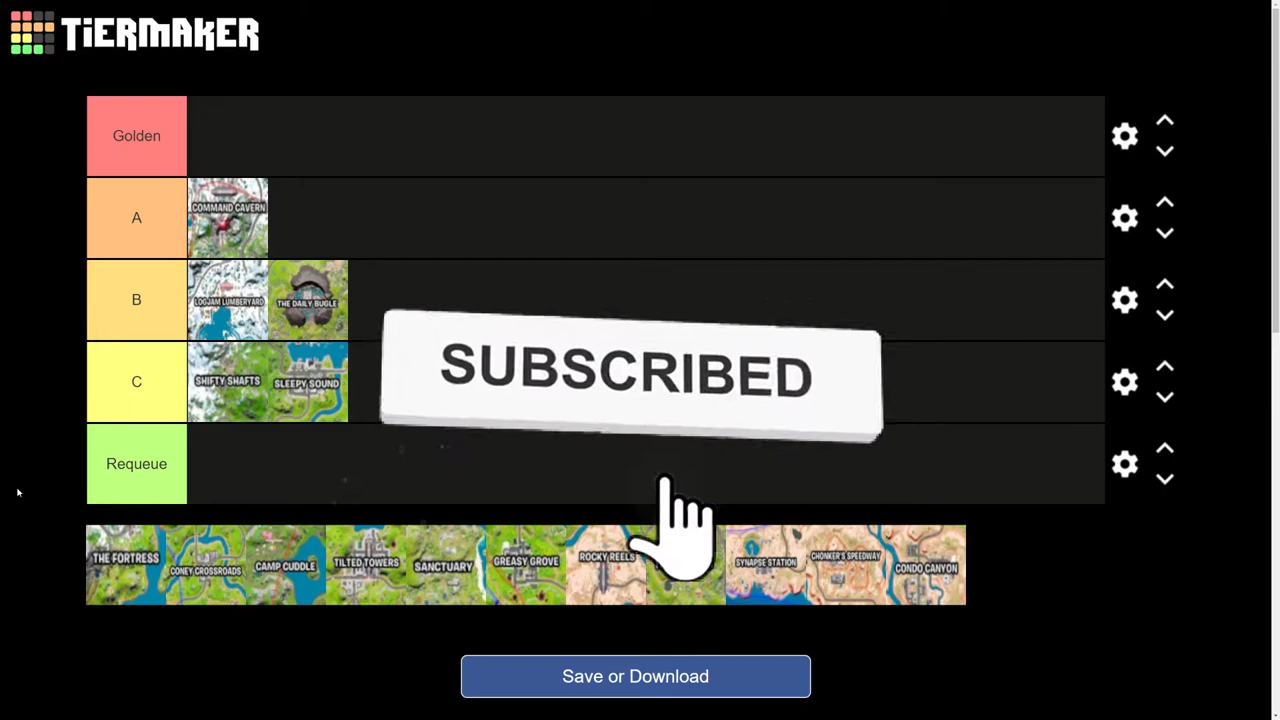 TiERMAKER
Golden
A
COMMAND CAVERN
B
LOGJAM LUMBERYARD
THE DAILY BUGLE
C
SHIFTY SHAFTS
SLEEPY SOUND
SUBSCRIBED
Requeue
THE FORTRESS
CONEY CROSSROADS
CAMP CUDDLE
TILTED TOWERS
SANCTUARY
GREASY GROVE
ROCKY REELS
SYNAPSE STATION
CHONKER'S SPEEDWAY
CONDO CANYON
Save or Download